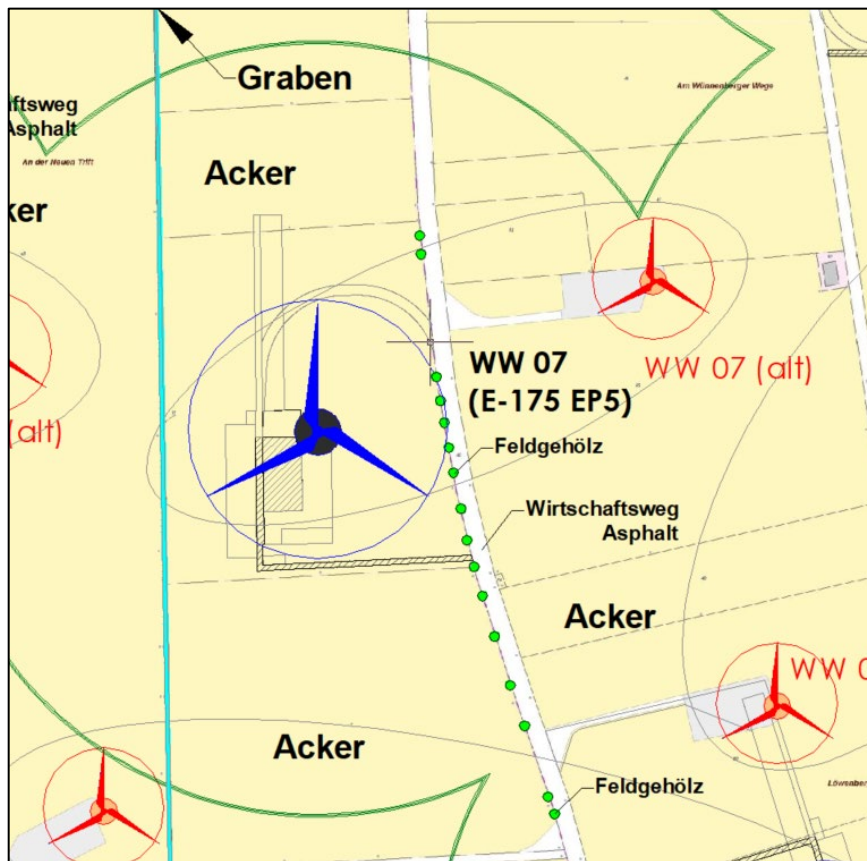 Graben
ftsweg
Asphalt
Am Wünnenberger Wege
An der Neuen Trift
Acker
ker
WW 07
(E-175 EP5)
WW 07 (alt)
(alt)
Feldgehölz
Wirtschaftsweg
Asphalt
Acker
WW 0
Acker
Feldgehölz